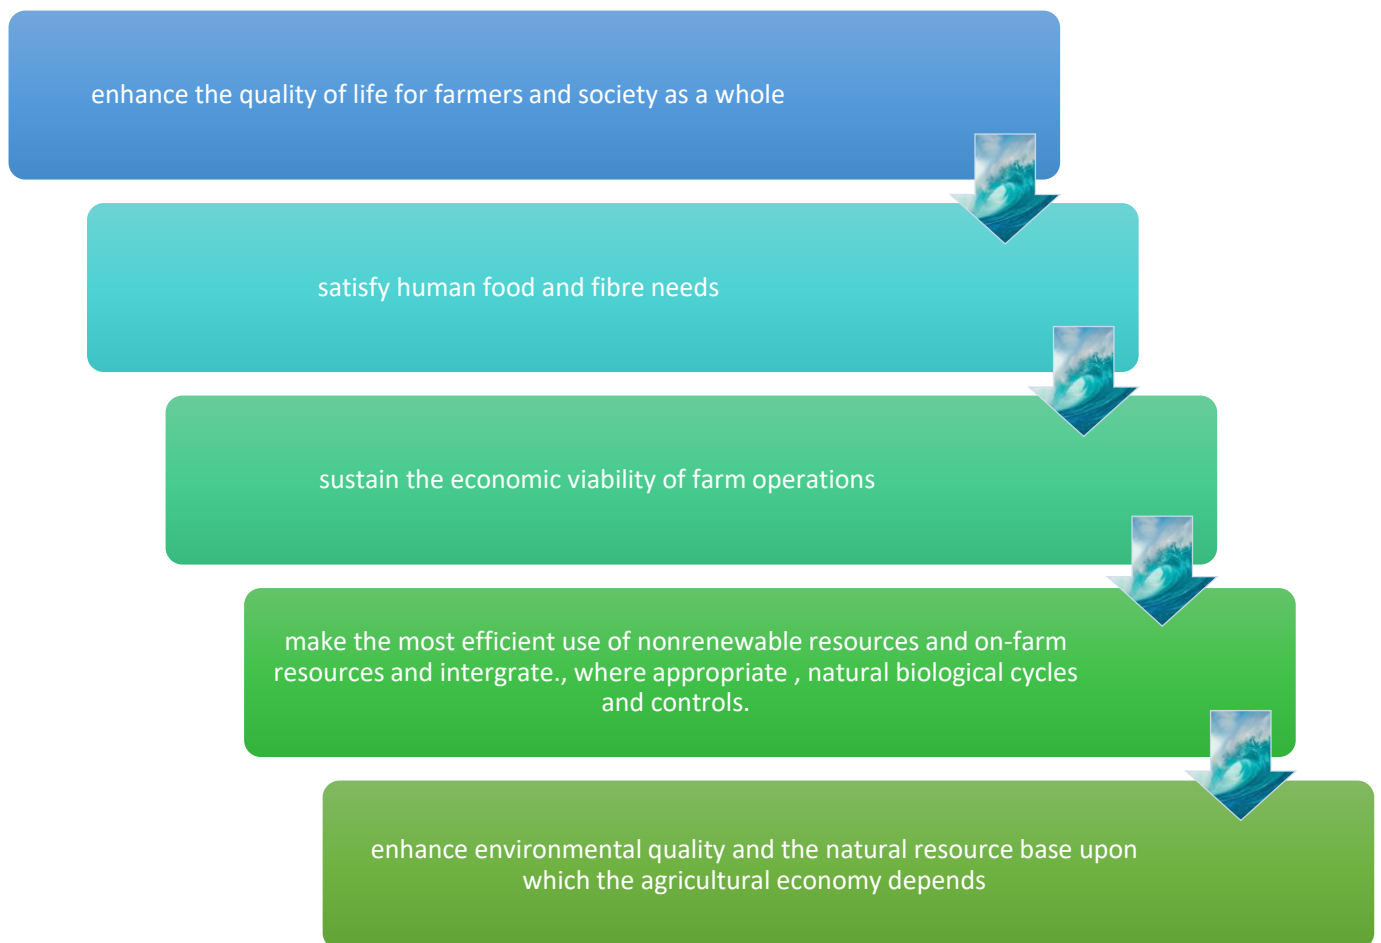 enhance the quality of life for farmers and society as a whole
satisfy human food and fibre needs
sustain the economic viability of farm operations
make the most efficient use of nonrenewable resources and on-farm
resources and intergrate., where appropriate , natural biological cycles
and controls.
enhance environmental quality and the natural resource base upon
which the agricultural economy depends